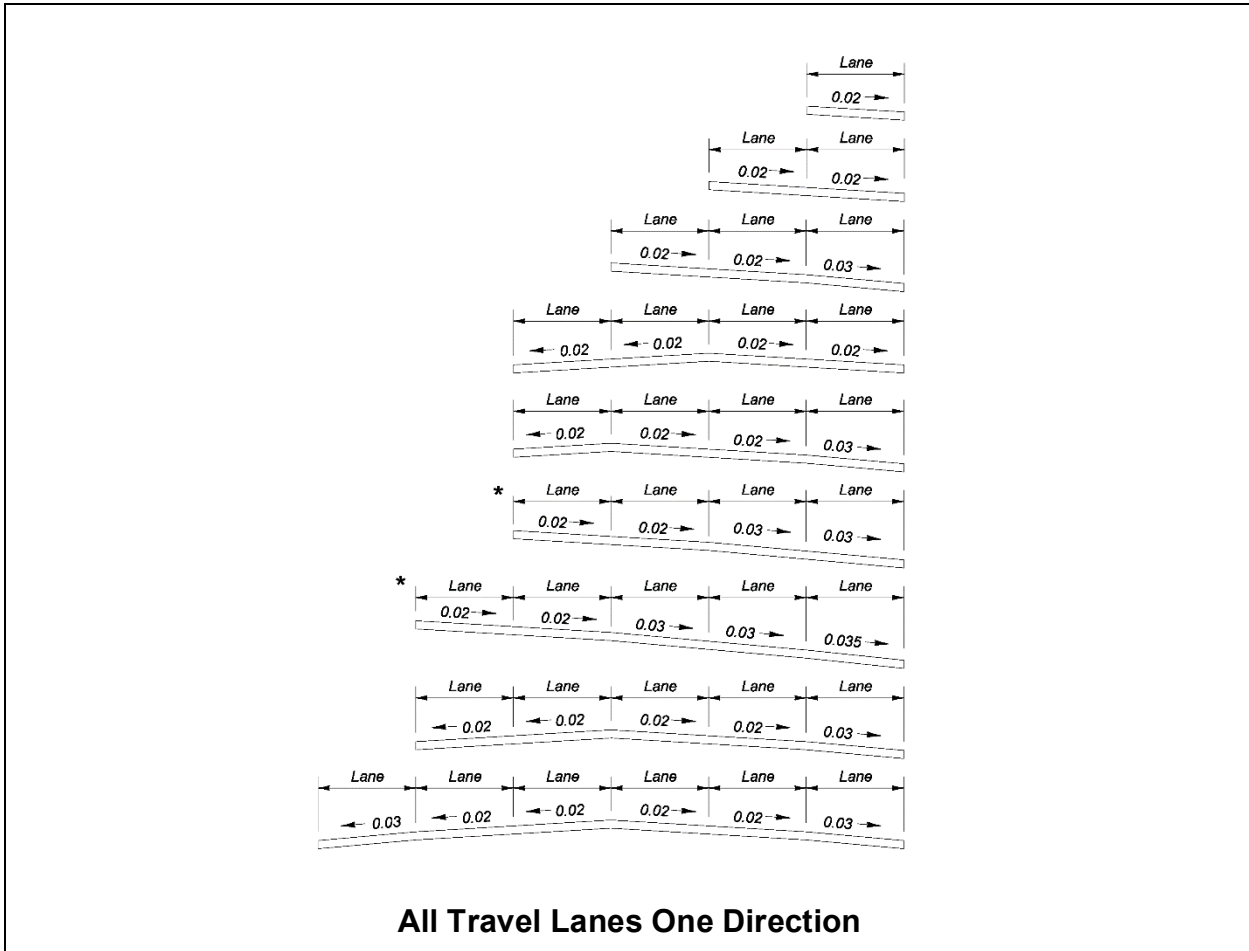 Lane
0.02
Lane Lane
0.02 0.02
Lane Lane Lane
0.02 0.02 0.03
Lane Lane Lane Lane
0.02 0.02 0.02 0.02
Lane Lane Lane Lane
0.02 0.02 0.02 0.03
* Lane Lane Lane Lane
0.02 0.02 0.03 0.03
* Lane Lane Lane Lane Lane
0.02 0.02 0.03 0.03 0.035
Lane Lane Lane Lane Lane
0.02 0.02 0.02 0.02 0.03
Lane Lane Lane Lane Lane Lane
0.03 0.02 0.02 0.02 0.02 0.03
All Travel Lanes One Direction